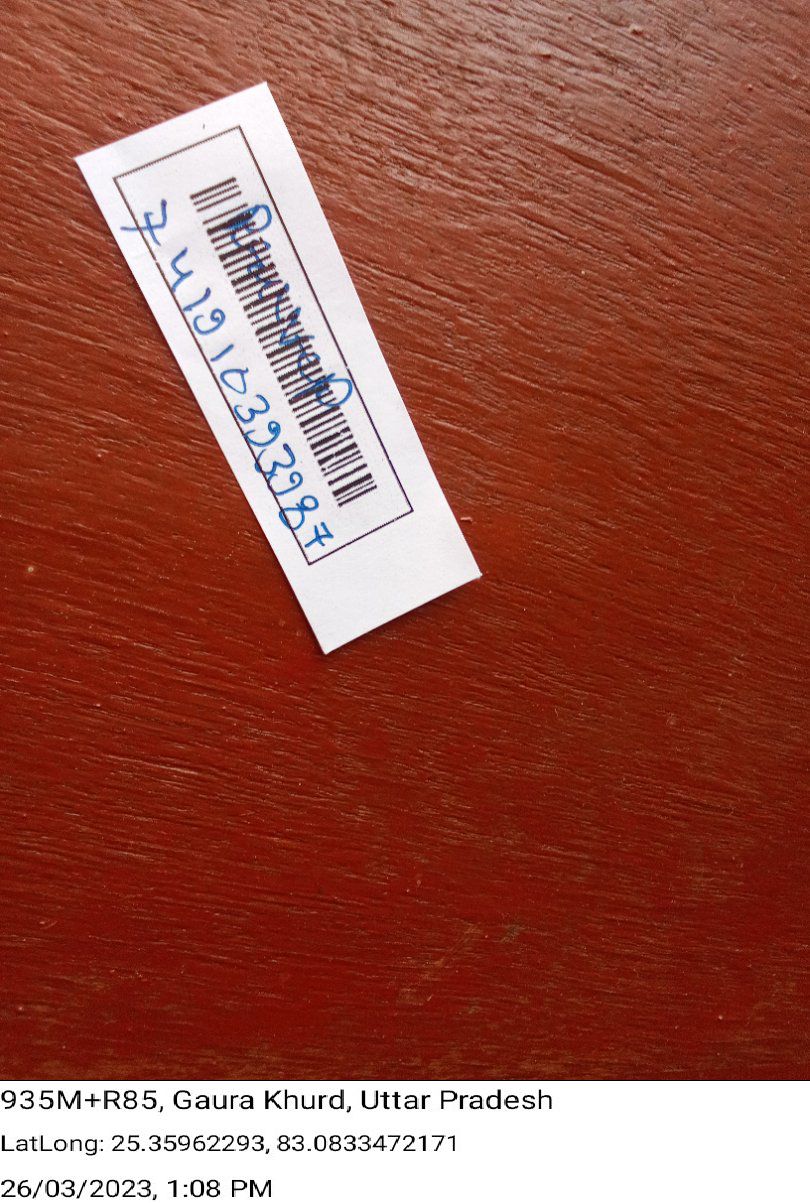 741910393987
935M+R85, Gaura Khurd, Uttar Pradesh
LatLong: 25.35962293, 83.0833472171
26/03/2023, 1:08 PM